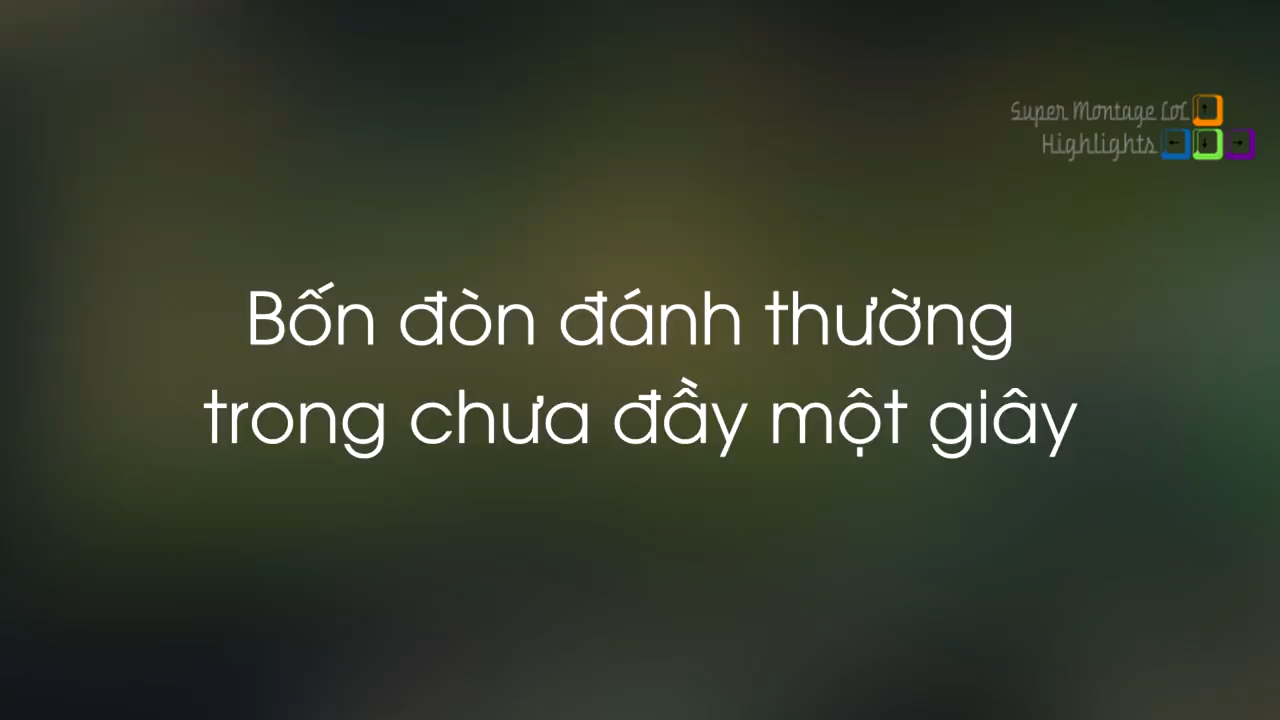 Super Montage LoL
Highlights
Bốn đòn đánh thường
trong chưa đầy một giây